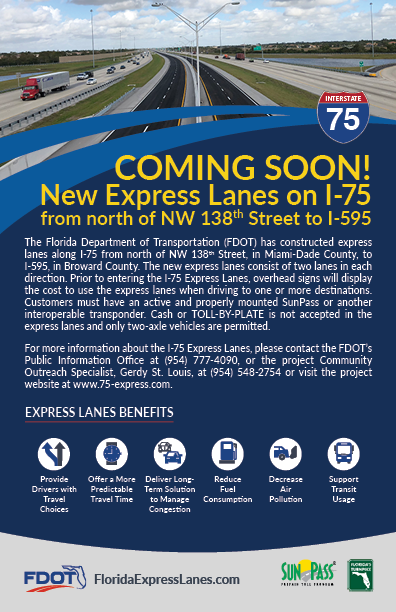 INTERSTATE
75
COMING SOON!
New Express Lanes on I-75
from north of NW 138th Street to I-595
The Florida Department of Transportation (FDOT) has constructed express
lanes along I-75 from north of NW 138th Street, in Miami-Dade County, to
I-595, in Broward County. The new express lanes consist of two lanes in each
direction. Prior to entering the I-75 Express Lanes, overhead signs will display
the cost to use the express lanes when driving to one or more destinations.
Customers must have an active and properly mounted SunPass or another
interoperable transponder. Cash or TOLL-BY-PLATE is not accepted in the
express lanes and only two-axle vehicles are permitted.
For more information about the I-75 Express Lanes, please contact the FDOT's
Public Information Office at (954) 777-4090, or the project Community
Outreach Specialist, Gerdy St. Louis, at (954) 548-2754 or visit the project
website at www.75-express.com.
EXPRESS LANES BENEFITS
Provide
Drivers with
Travel
Choices
Offer a More
Predictable
Travel Time
Deliver Long-
Term Solution
to Manage
Congestion
Reduce
Fuel
Consumption
Decrease
Air
Pollution
Support
Transit
Usage
FDOT
FloridaExpressLanes.com
SUNPASS
PREPAID TOLL PROGRAM
FLORIDA'S
TURNPIKE